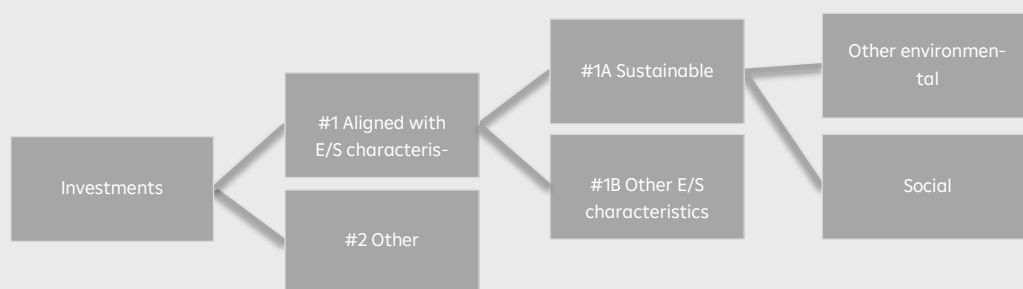 Investments
#1 Aligned with
E/S characteris-
#2 Other
#1A Sustainable
#1B Other E/S
characteristics
Other environmen-
tal
Social